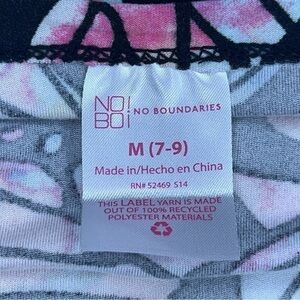 NO!
BO!
NO BOUNDARIES
M (7-9)
Made in/Hecho en China
RN# 52469 S14
THIS LABEL YARN IS MADE
OUT OF 100% RECYCLED
POLYESTER MATERIALS